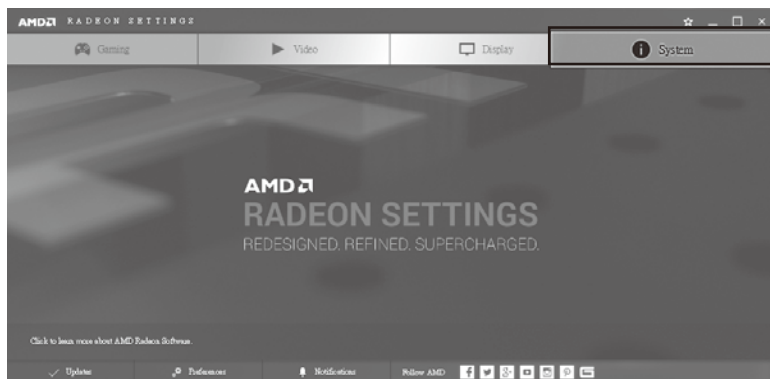 AMD RADEON SETTINGS
Gaming Video Display System
AMD
RADEON SETTINGS
REDESIGNED. REFINED. SUPERCHARGED.
Click to learn more about AMD Radeon Software.
Updates Preferences Notifications Follow AMD